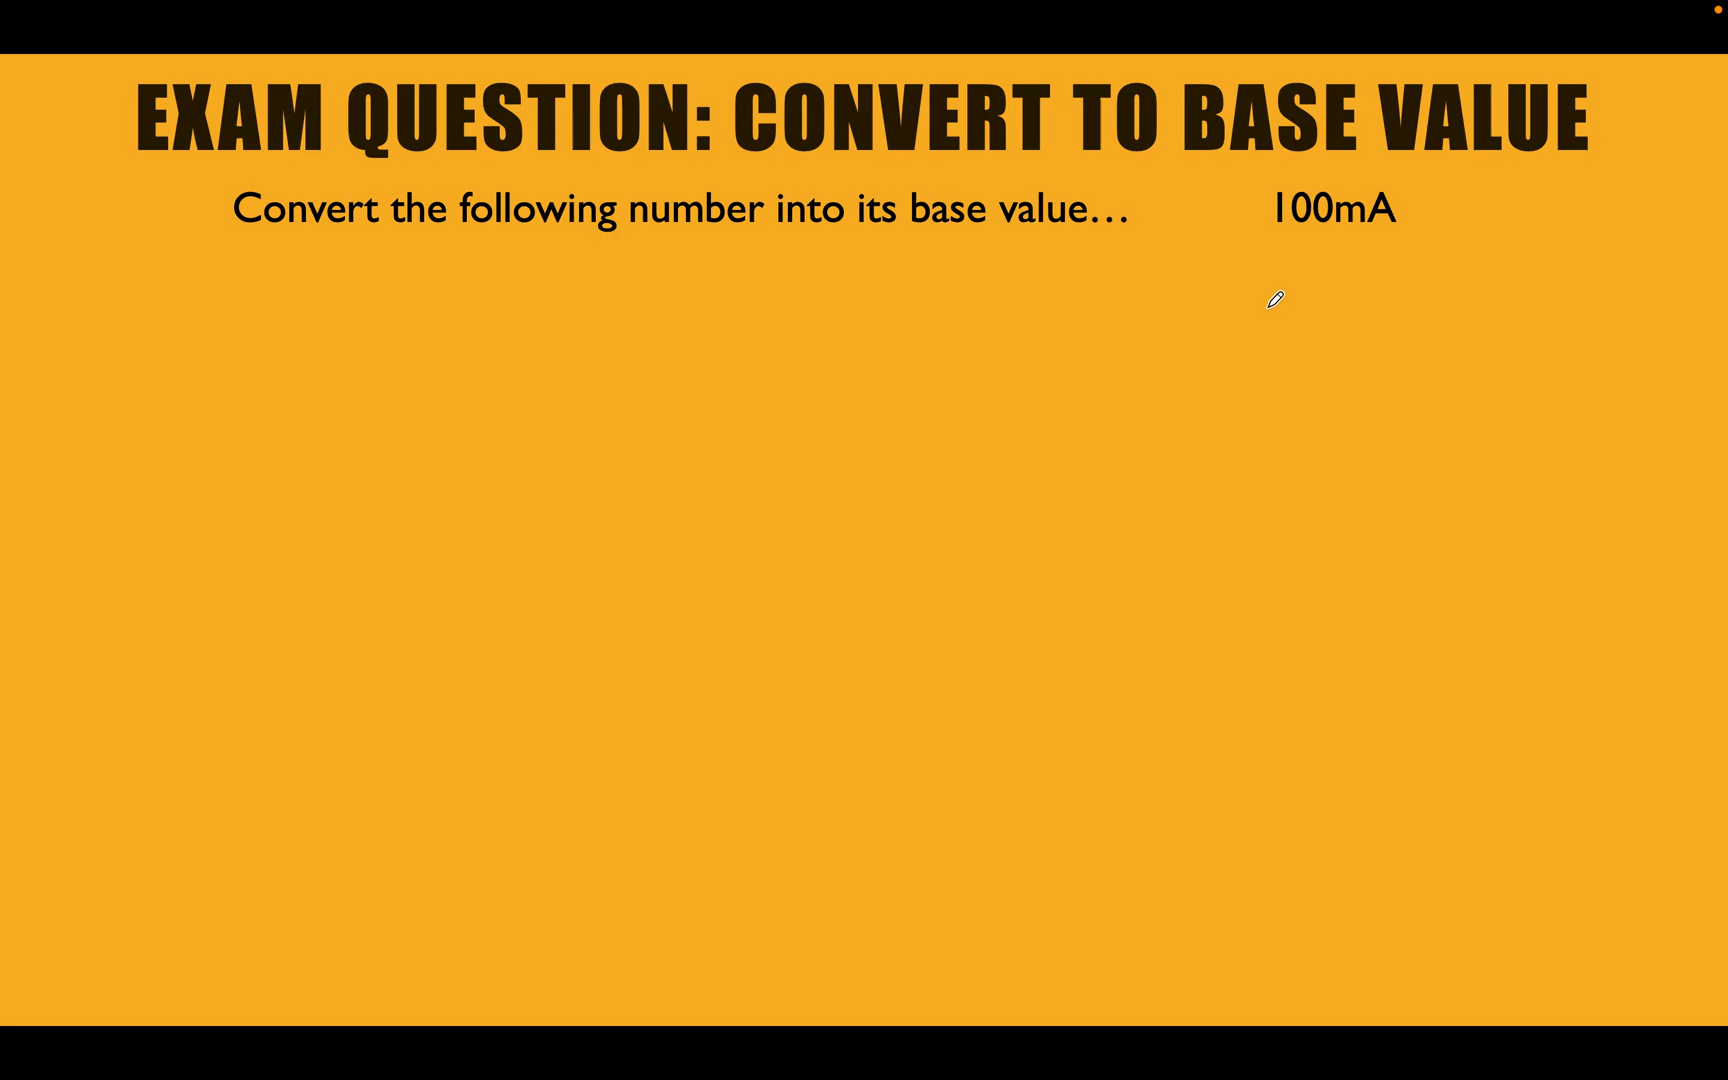 EXAM QUESTION: CONVERT TO BASE VALUE
Convert the following number into its base value… 100mA